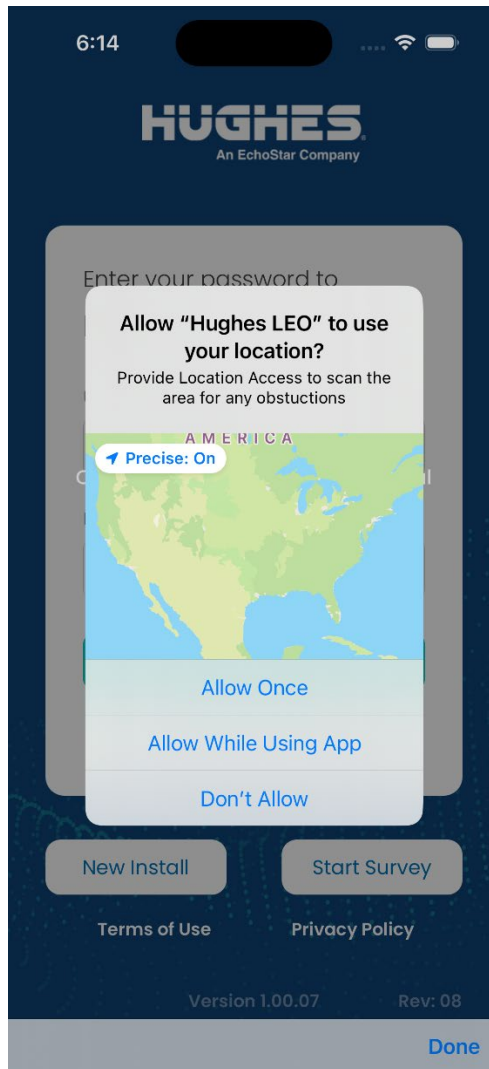 6:14
HUGHES.
An EchoStar Company
Enter your password to
Allow “Hughes LEO” to use
your location?
Provide Location Access to scan the
area for any obstuctions
AMERICA
Precise: On
Allow Once
Allow While Using App
Don’t Allow
New Install
Start Survey
Terms of Use
Privacy Policy
Version 1.00.07
Rev: 08
Done